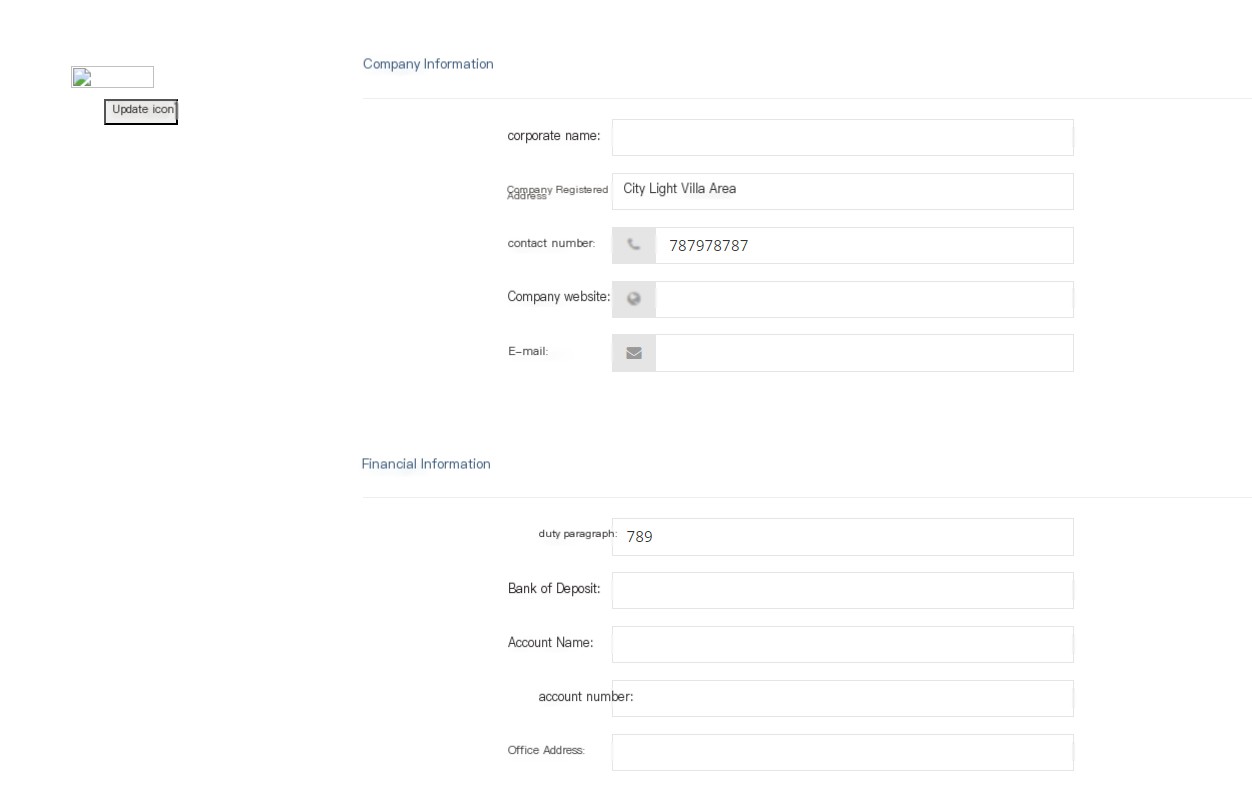 Company Information
Update icon
corporate name:
Company Registered
Address
City Light Villa Area
contact number:
787978787
Company website:
E-mail:
Financial Information
duty paragraph:
789
Bank of Deposit:
Account Name:
account number:
Office Address: